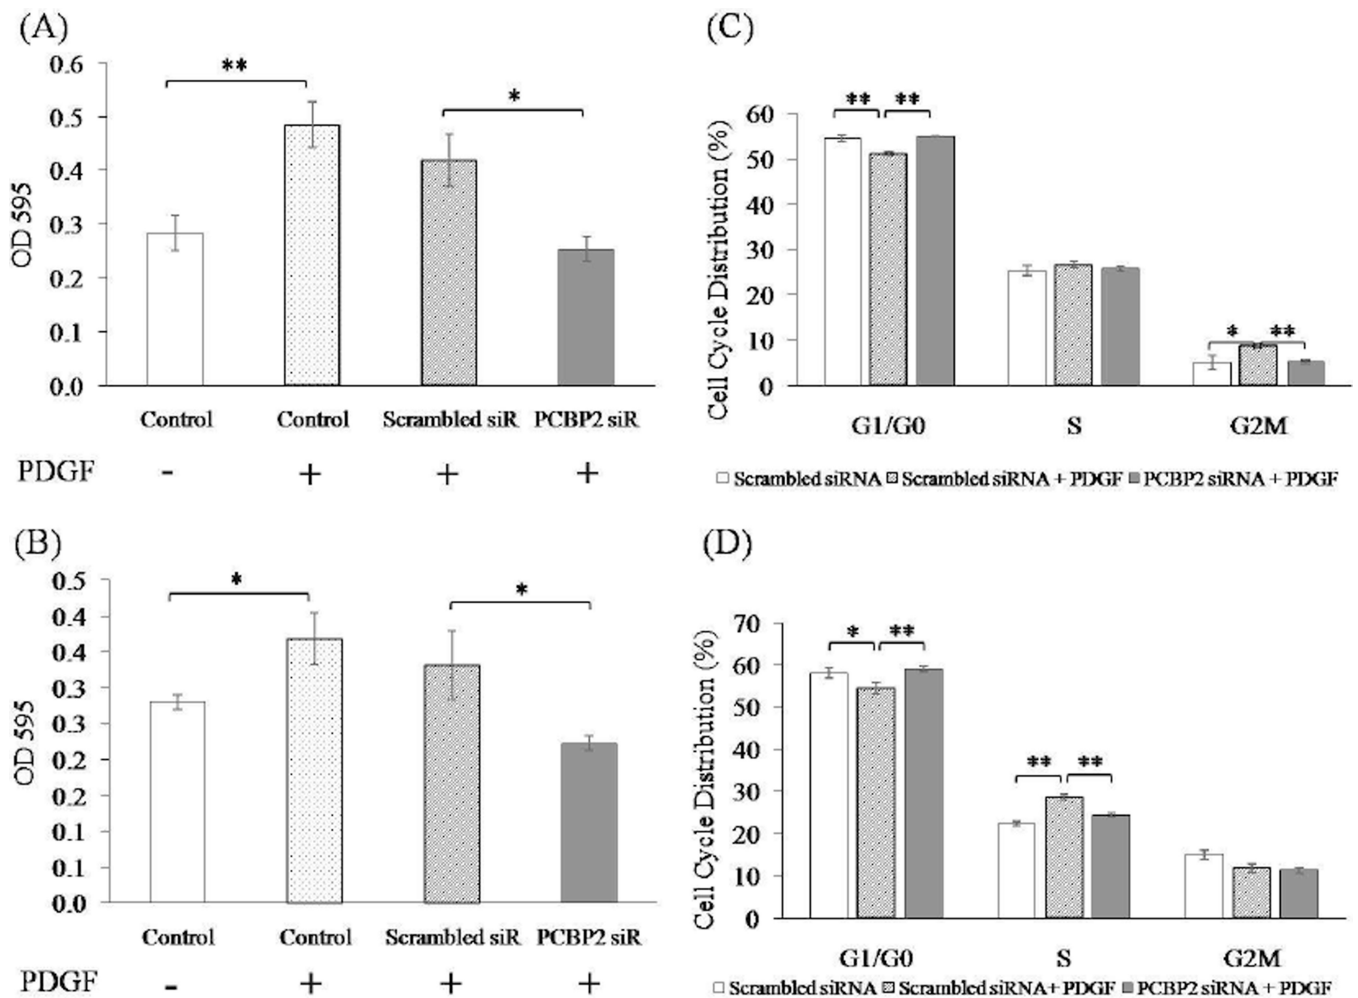 (A)
**
*
0.6
0.5
0.4
0.3
0.2
0.1
0.0
OD 595
Control Control Scrambled siR PCBP2 siR
PDGF - + + +
(C)
** ** * **
60
50
40
30
20
10
0
Cell Cycle Distribution (%)
G1/G0 S G2M
Scrambled siRNA Scrambled siRNA + PDGF PCBP2 siRNA + PDGF
(B)
* *
0.5
0.4
0.4
0.3
0.3
0.2
0.2
0.1
0.1
0.0
OD 595
Control Control Scrambled siR PCBP2 siR
PDGF - + + +
(D)
* ** ** **
70
60
50
40
30
20
10
0
Cell Cycle Distribution (%)
G1/G0 S G2M
Scrambled siRNA Scrambled siRNA+ PDGF PCBP2 siRNA + PDGF